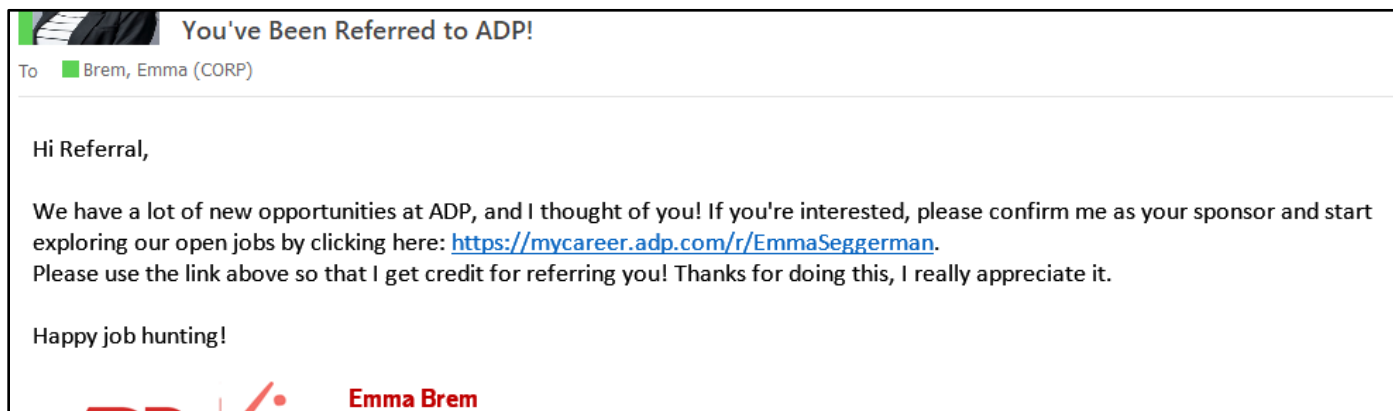 You've Been Referred to ADP!
To Brem, Emma (CORP)
Hi Referral,
We have a lot of new opportunities at ADP, and I thought of you! If you're interested, please confirm me as your sponsor and start
exploring our open jobs by clicking here: https://mycareer.adp.com/r/EmmaSeggerman.
Please use the link above so that I get credit for referring you! Thanks for doing this, I really appreciate it.
Happy job hunting!
Emma Brem